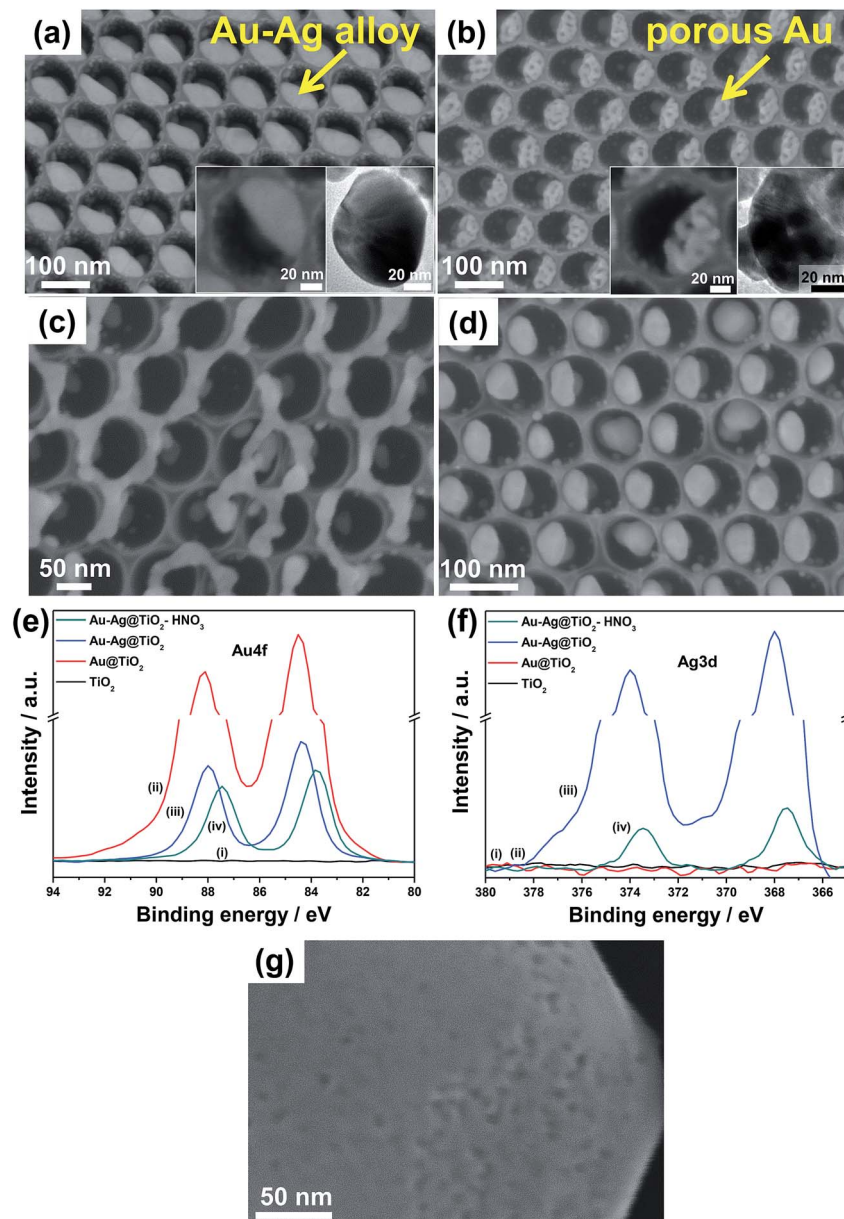 (a)
Au-Ag alloy
100 nm
20 nm
20 nm
(b)
porous Au
100 nm
20 nm
20 nm
(c)
50 nm
(d)
100 nm
(e)
Au-Ag@TiO2- HNO3
Au-Ag@TiO2
Au@TiO2
TiO2
Au4f
(ii)
(iii)
(iv)
(i)
Intensity / a.u.
94 92 90 88 86 84 82 80
Binding energy / eV
(f)
Au-Ag@TiO2- HNO3
Au-Ag@TiO2
Au@TiO2
TiO2
Ag3d
(iii)
(iv)
(i)
(ii)
Intensity / a.u.
380 378 376 374 372 370 368 366
Binding energy / eV
(g)
50 nm